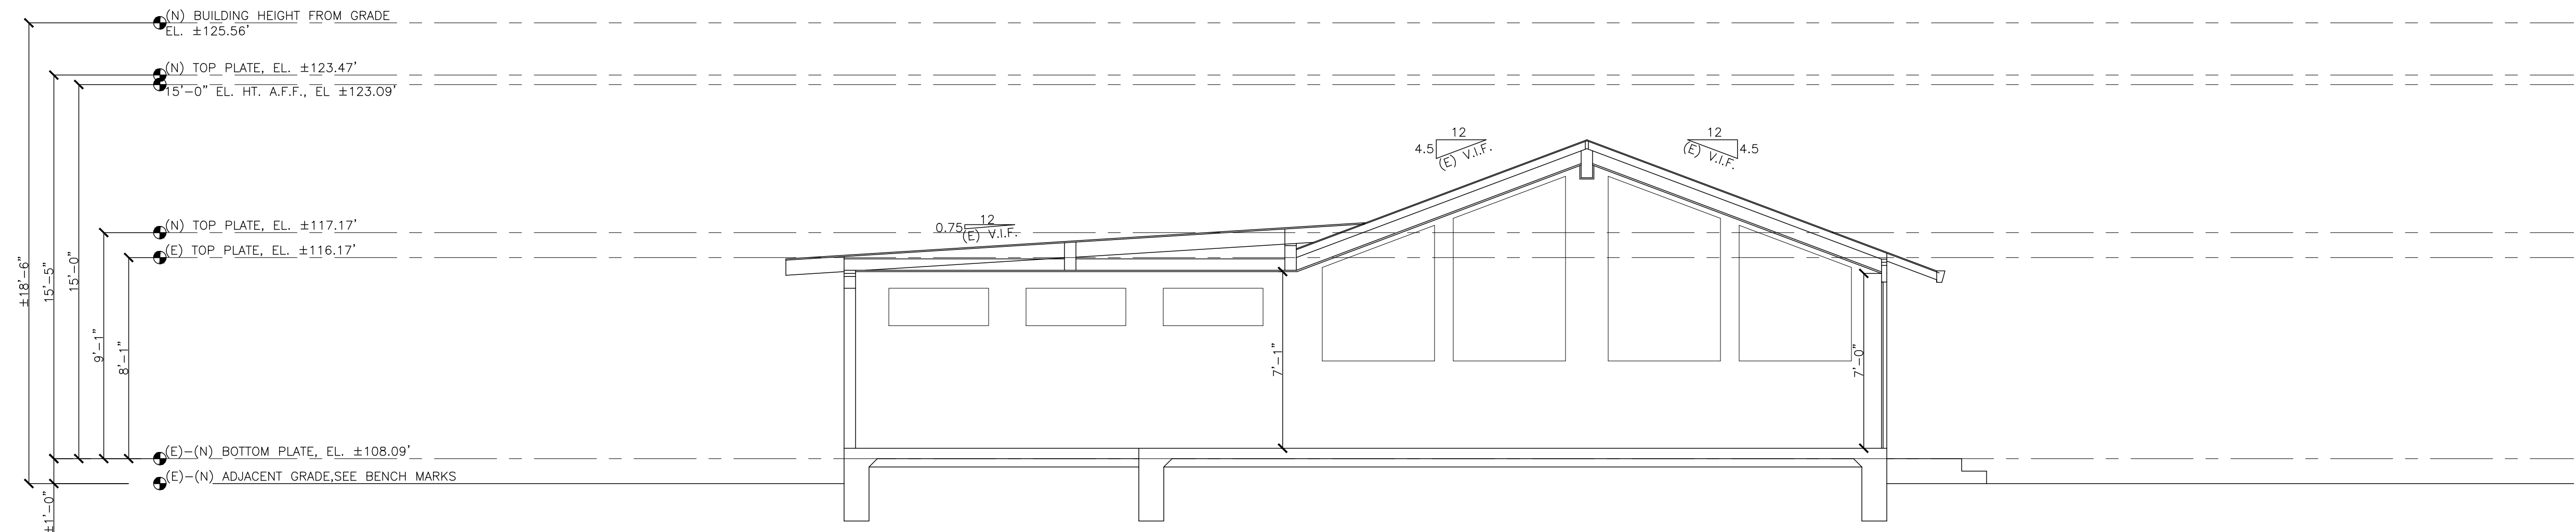 (N) BUILDING HEIGHT FROM GRADE
EL. ±125.56'
(N) TOP PLATE, EL. ±123.47'
15'-0" EL. HT. A.F.F., EL ±123.09'
12
4.5
(E) V.I.F.
12
4.5
(E) V.I.F.
(N) TOP PLATE, EL. ±117.17'
12
0.75
(E) V.I.F.
(E) TOP PLATE, EL. ±116.17'
±18'-6"
15'-5"
15'-0"
9'-1"
8'-1"
7'-1"
7'-0"
(E)-(N) BOTTOM PLATE, EL. ±108.09'
(E)-(N) ADJACENT GRADE,SEE BENCH MARKS
±1'-0"